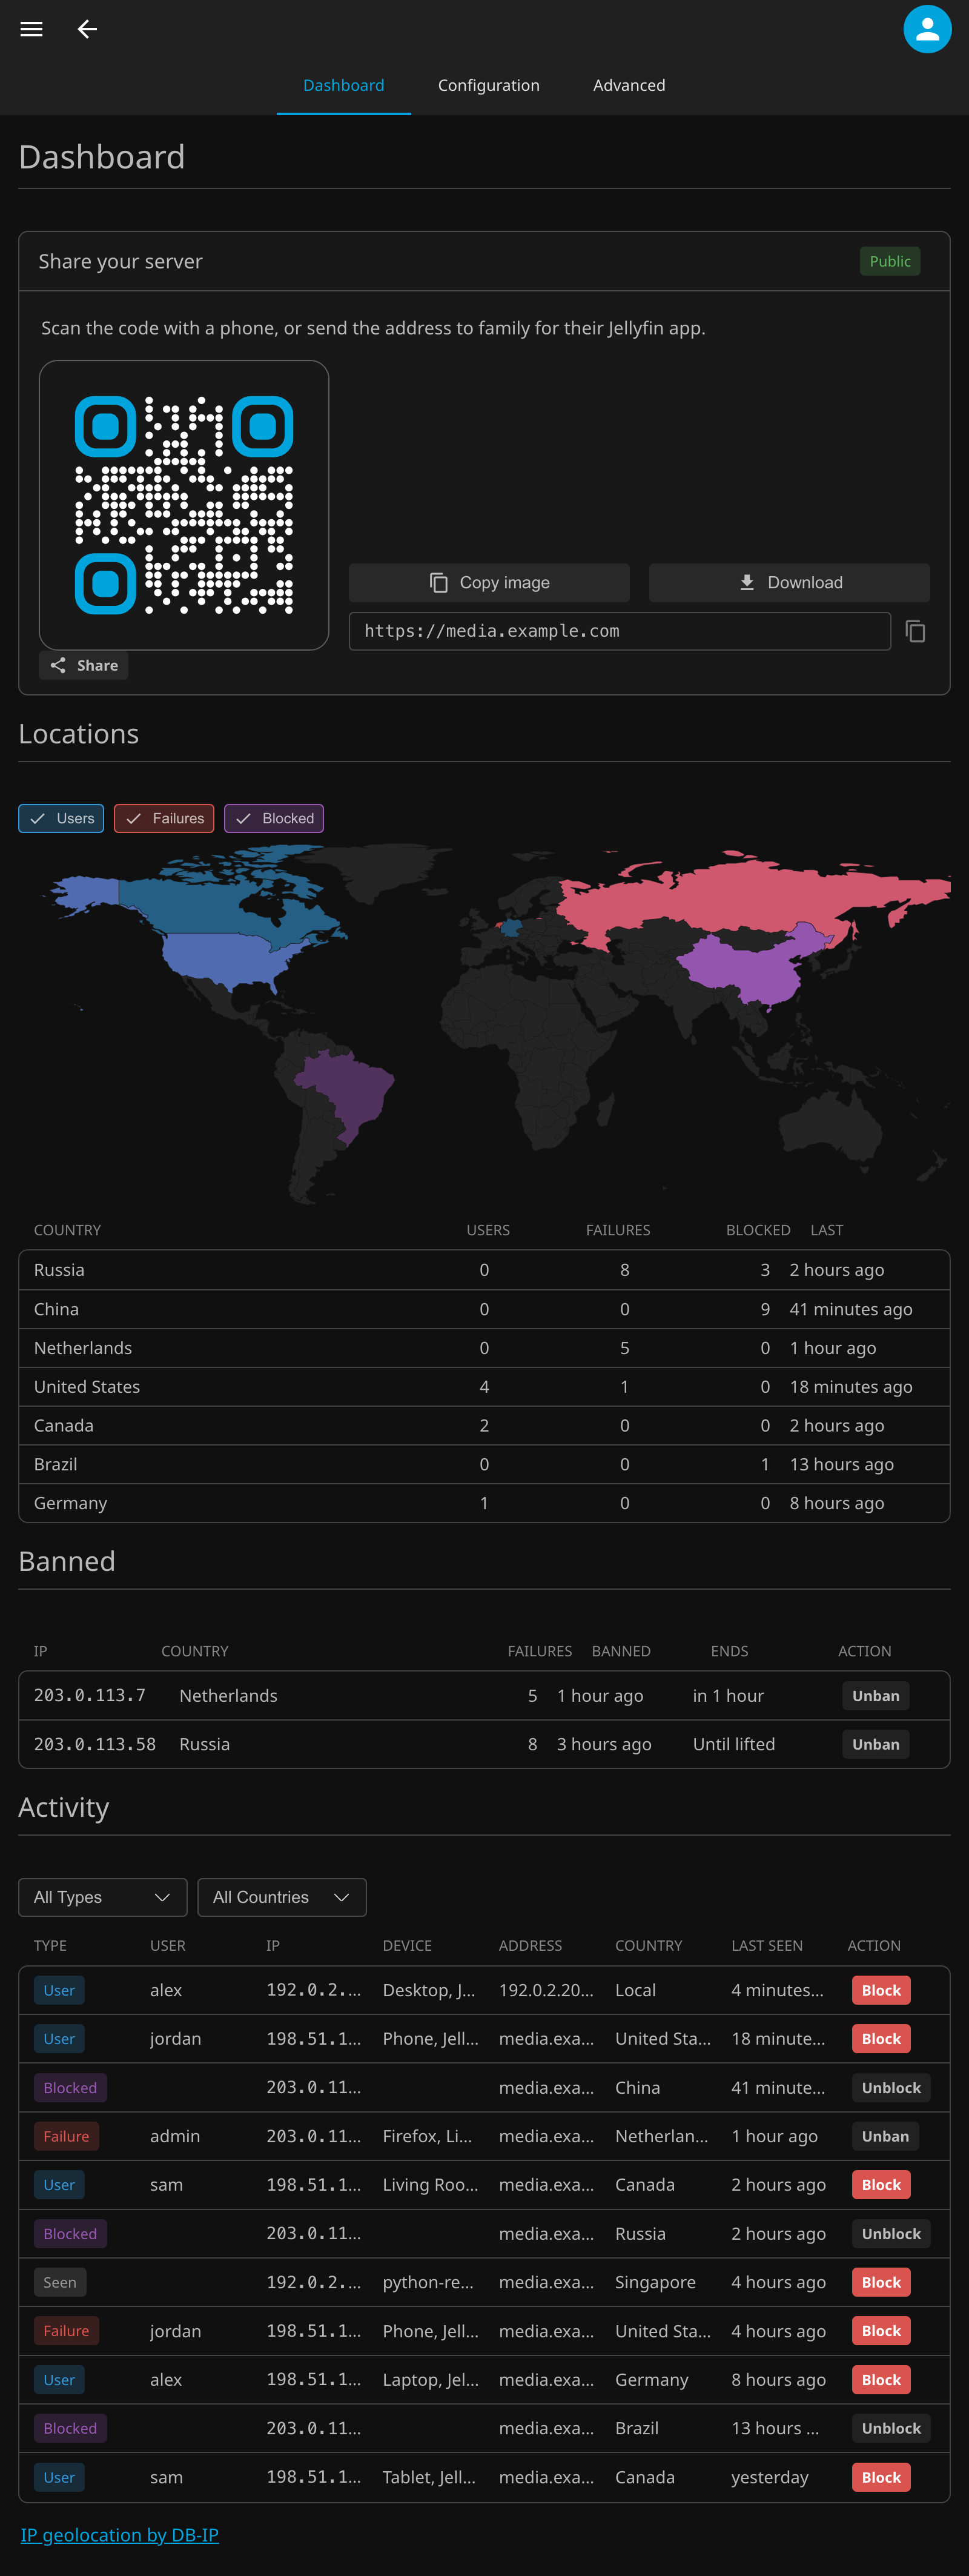 Dashboard Configuration Advanced
Dashboard
Share your server Public
Scan the code with a phone, or send the address to family for their Jellyfin app.
Copy image Download
https://media.example.com
Share
Locations
Users Failures Blocked
COUNTRY USERS FAILURES BLOCKED LAST
Russia 0 8 3 2 hours ago
China 0 0 9 41 minutes ago
Netherlands 0 5 0 1 hour ago
United States 4 1 0 18 minutes ago
Canada 2 0 0 2 hours ago
Brazil 0 0 1 13 hours ago
Germany 1 0 0 8 hours ago
Banned
IP COUNTRY FAILURES BANNED ENDS ACTION
203.0.113.7 Netherlands 5 1 hour ago in 1 hour Unban
203.0.113.58 Russia 8 3 hours ago Until lifted Unban
Activity
All Types All Countries
TYPE USER IP DEVICE ADDRESS COUNTRY LAST SEEN ACTION
User alex 192.0.2.... Desktop, J... 192.0.2.20... Local 4 minutes... Block
User jordan 198.51.1... Phone, Jell... media.exa... United Sta... 18 minute... Block
Blocked 203.0.11... media.exa... China 41 minute... Unblock
Failure admin 203.0.11... Firefox, Li... media.exa... Netherlan... 1 hour ago Unban
User sam 198.51.1... Living Roo... media.exa... Canada 2 hours ago Block
Blocked 203.0.11... media.exa... Russia 2 hours ago Unblock
Seen 192.0.2.... python-re... media.exa... Singapore 4 hours ago Block
Failure jordan 198.51.1... Phone, Jell... media.exa... United Sta... 4 hours ago Block
User alex 198.51.1... Laptop, Jel... media.exa... Germany 8 hours ago Block
Blocked 203.0.11... media.exa... Brazil 13 hours ... Unblock
User sam 198.51.1... Tablet, Jell... media.exa... Canada yesterday Block
IP geolocation by DB-IP